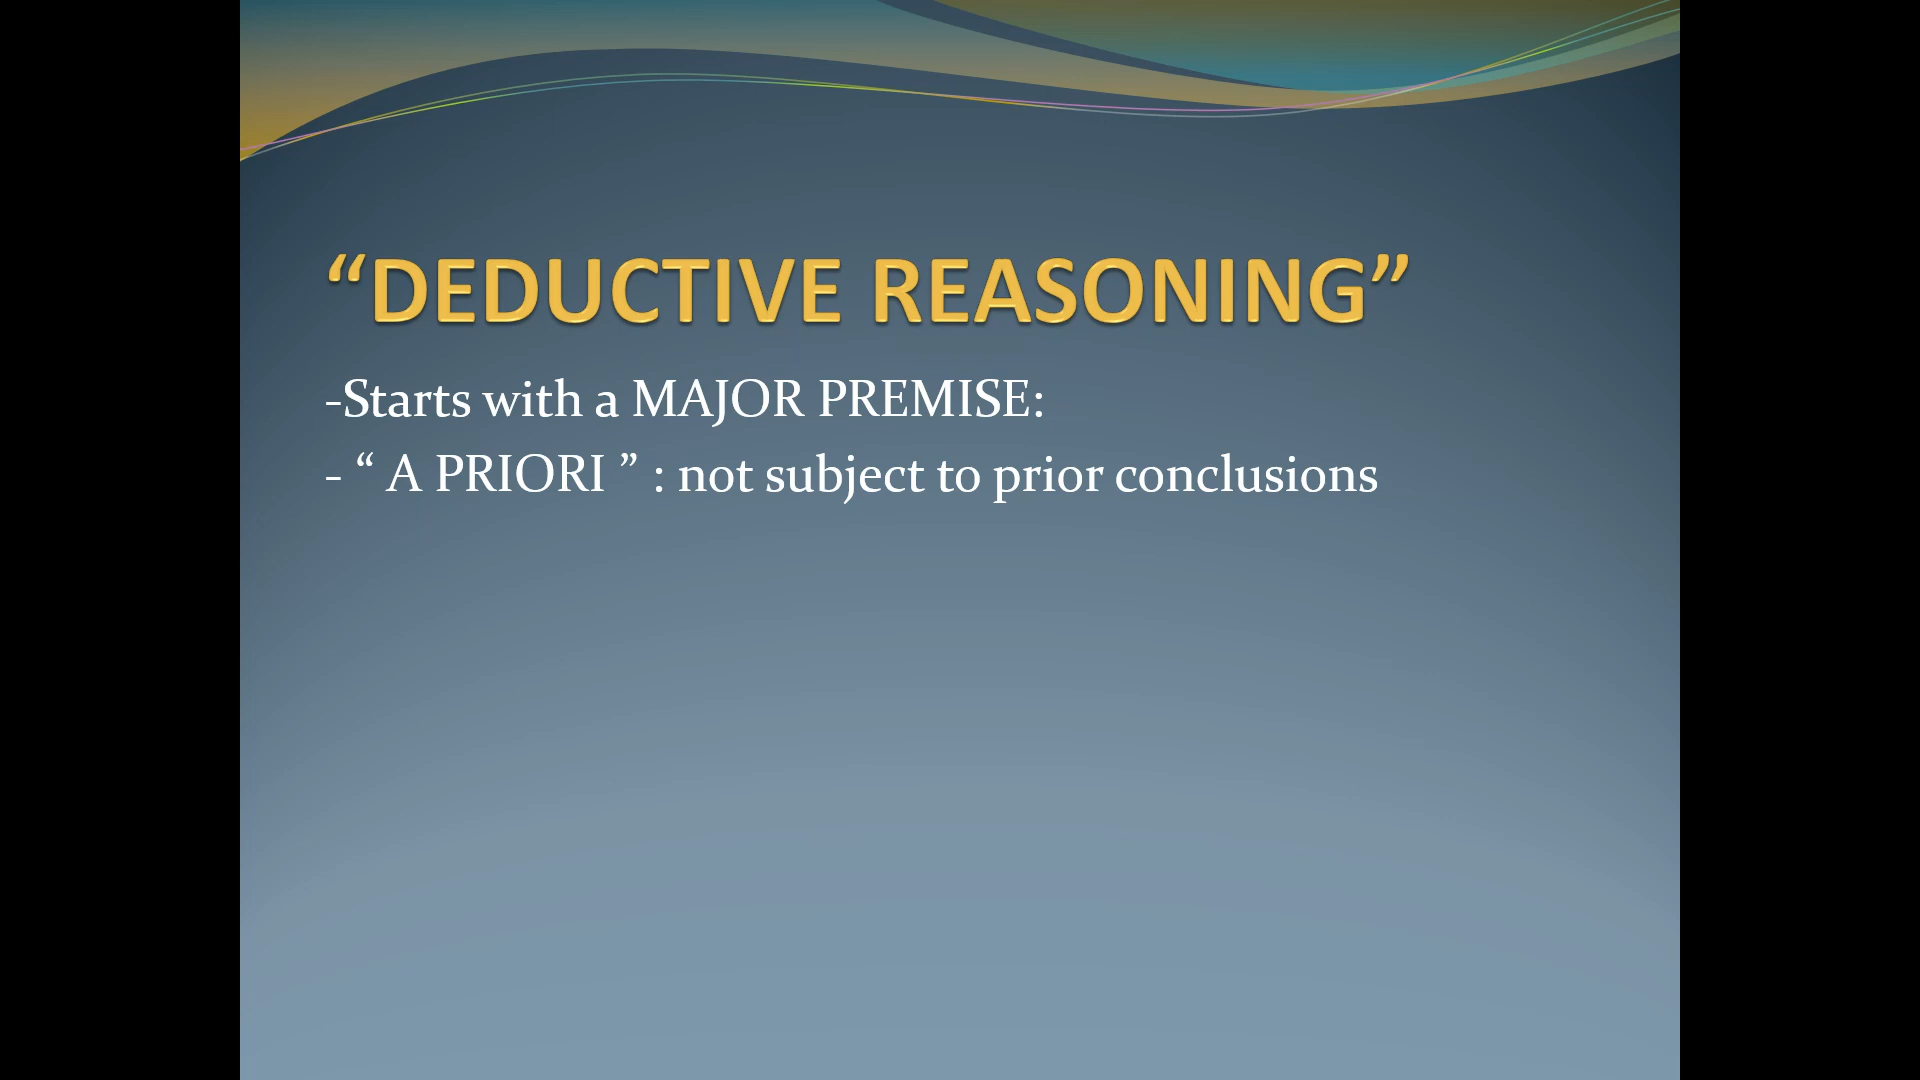 “DEDUCTIVE REASONING”
-Starts with a MAJOR PREMISE:
- “ A PRIORI ” : not subject to prior conclusions